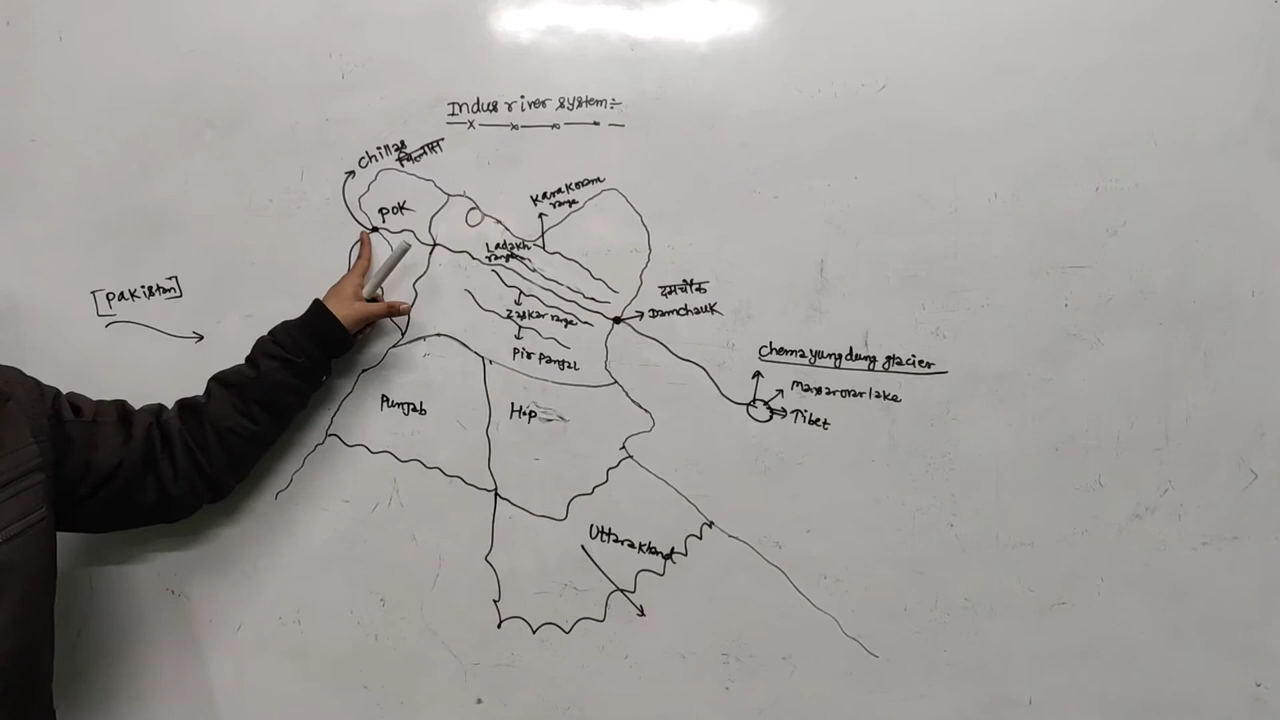 Indus river system:-
Chillas
चिलास
POK
Karakoram
range
Ladakh
range
[Pakistan]
दमचौक
Damchauk
Zaskar range
Pir Panjal
Chemayungdung glacier
Mansarovar lake
Tibet
Punjab
H.p
Uttarakhand